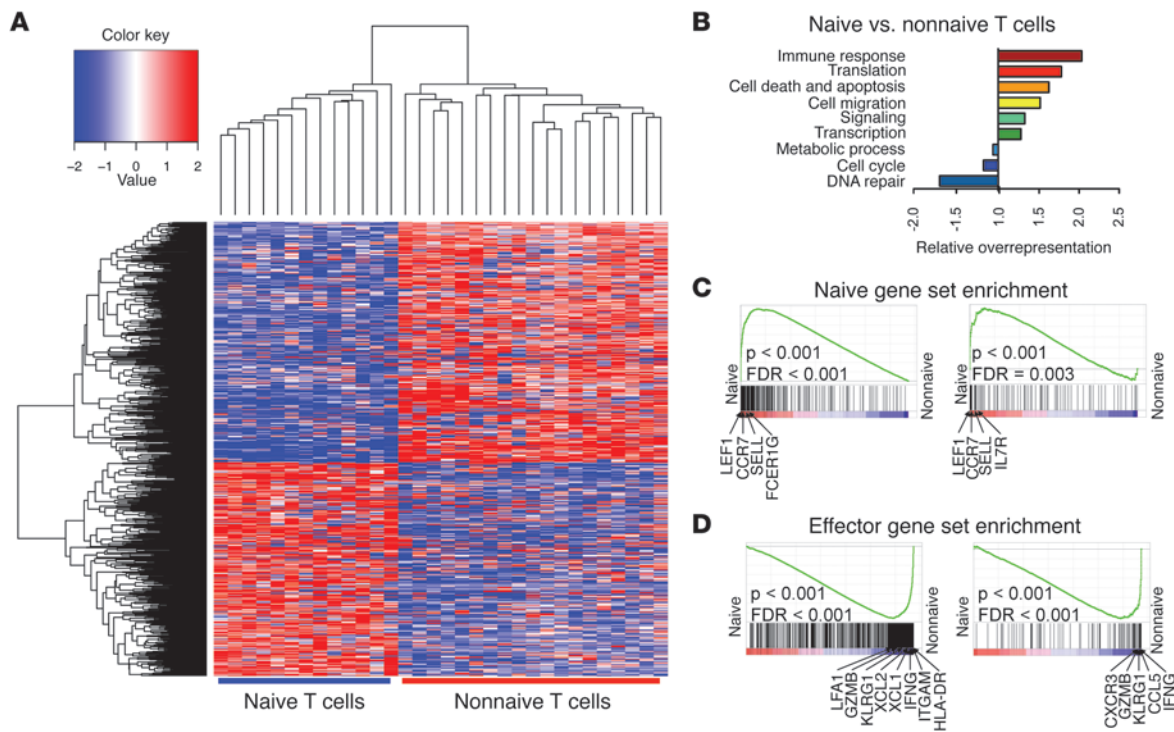 A
Color key
−2 −1 0 1 2
Value
Naive T cells
Nonnaive T cells
B
Naive vs. nonnaive T cells
Immune response
Translation
Cell death and apoptosis
Cell migration
Signaling
Transcription
Metabolic process
Cell cycle
DNA repair
-2.0
-1.5
1.0
1.5
2.0
2.5
Relative overrepresentation
C
Naive gene set enrichment
p < 0.001
FDR < 0.001
Naive
Nonnaive
LEF1
CCR7
SELL
FCER1G
p < 0.001
FDR = 0.003
Naive
Nonnaive
LEF1
CCR7
SELL
IL7R
D
Effector gene set enrichment
p < 0.001
FDR < 0.001
Naive
Nonnaive
LFA1
GZMB
KLRG1
XCL2
XCL1
IFNG
ITGAM
HLA-DR
p < 0.001
FDR < 0.001
Naive
Nonnaive
CXCR3
GZMB
KLRG1
CCL5
IFNG